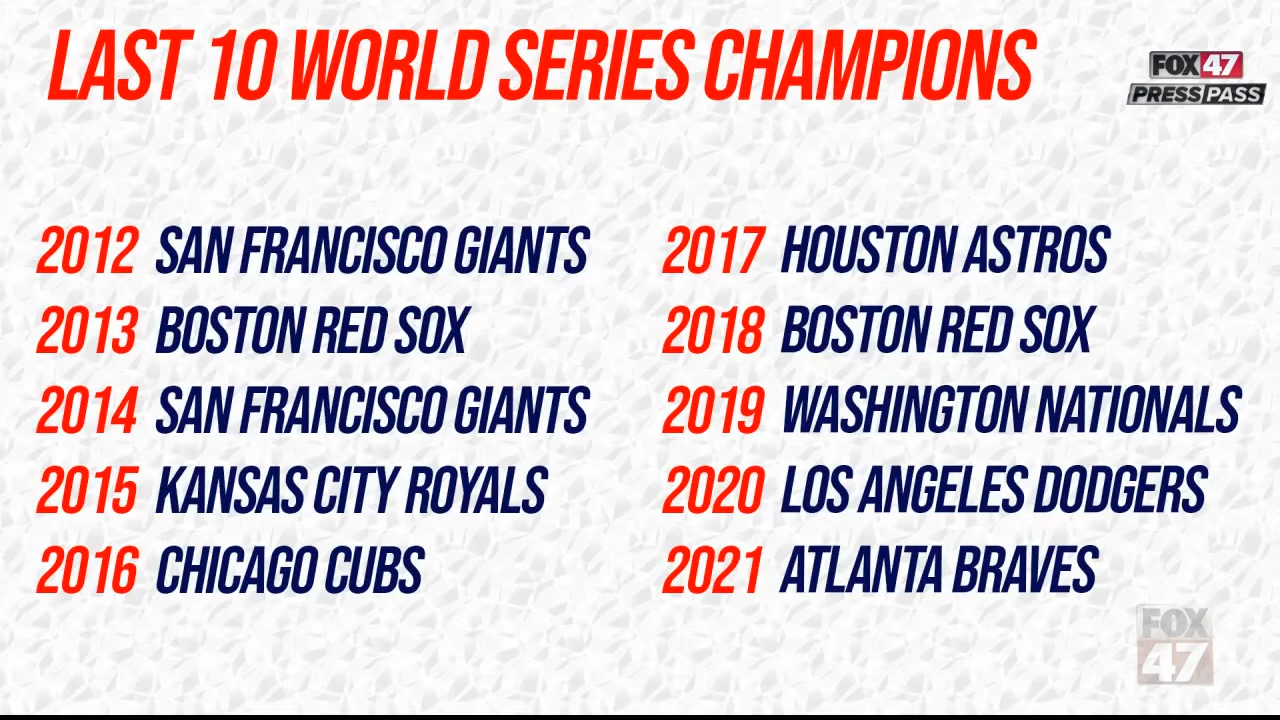 LAST 10 WORLD SERIES CHAMPIONS
FOX 47
PRESS PASS
2012 SAN FRANCISCO GIANTS
2013 BOSTON RED SOX
2014 SAN FRANCISCO GIANTS
2015 KANSAS CITY ROYALS
2016 CHICAGO CUBS
2017 HOUSTON ASTROS
2018 BOSTON RED SOX
2019 WASHINGTON NATIONALS
2020 LOS ANGELES DODGERS
2021 ATLANTA BRAVES
FOX
47